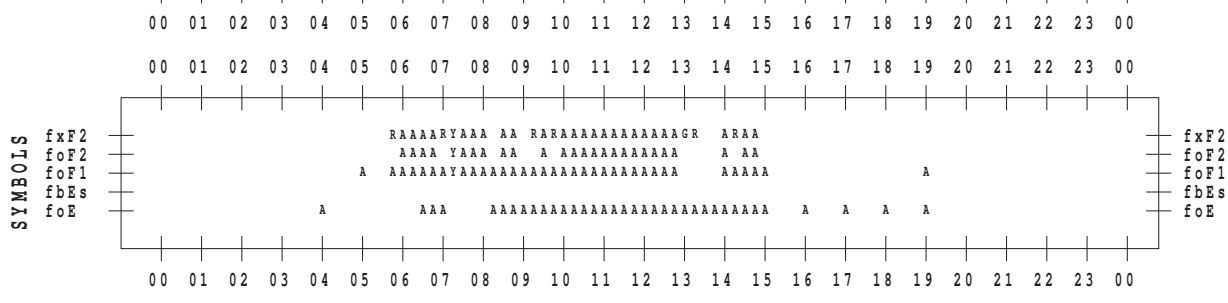 00 01 02 03 04 05 06 07 08 09 10 11 12 13 14 15 16 17 18 19 20 21 22 23 00
00 01 02 03 04 05 06 07 08 09 10 11 12 13 14 15 16 17 18 19 20 21 22 23 00
SYMBOLS
fxF2 RAAAARYAAA AA RARAAAAAAAAAAAAGR ARAA fxF2
foF2 AAAA YAAA AA A AAAAAAAAAAAA A AA foF2
foF1 A AAAAAAYAAAAAAAAAAAAAAAAAAAAAA AAAAA A foF1
fbEs fbEs
foE A AAA AAAAAAAAAAAAAAAAAAAAAAAAAAAA A A A A foE
00 01 02 03 04 05 06 07 08 09 10 11 12 13 14 15 16 17 18 19 20 21 22 23 00